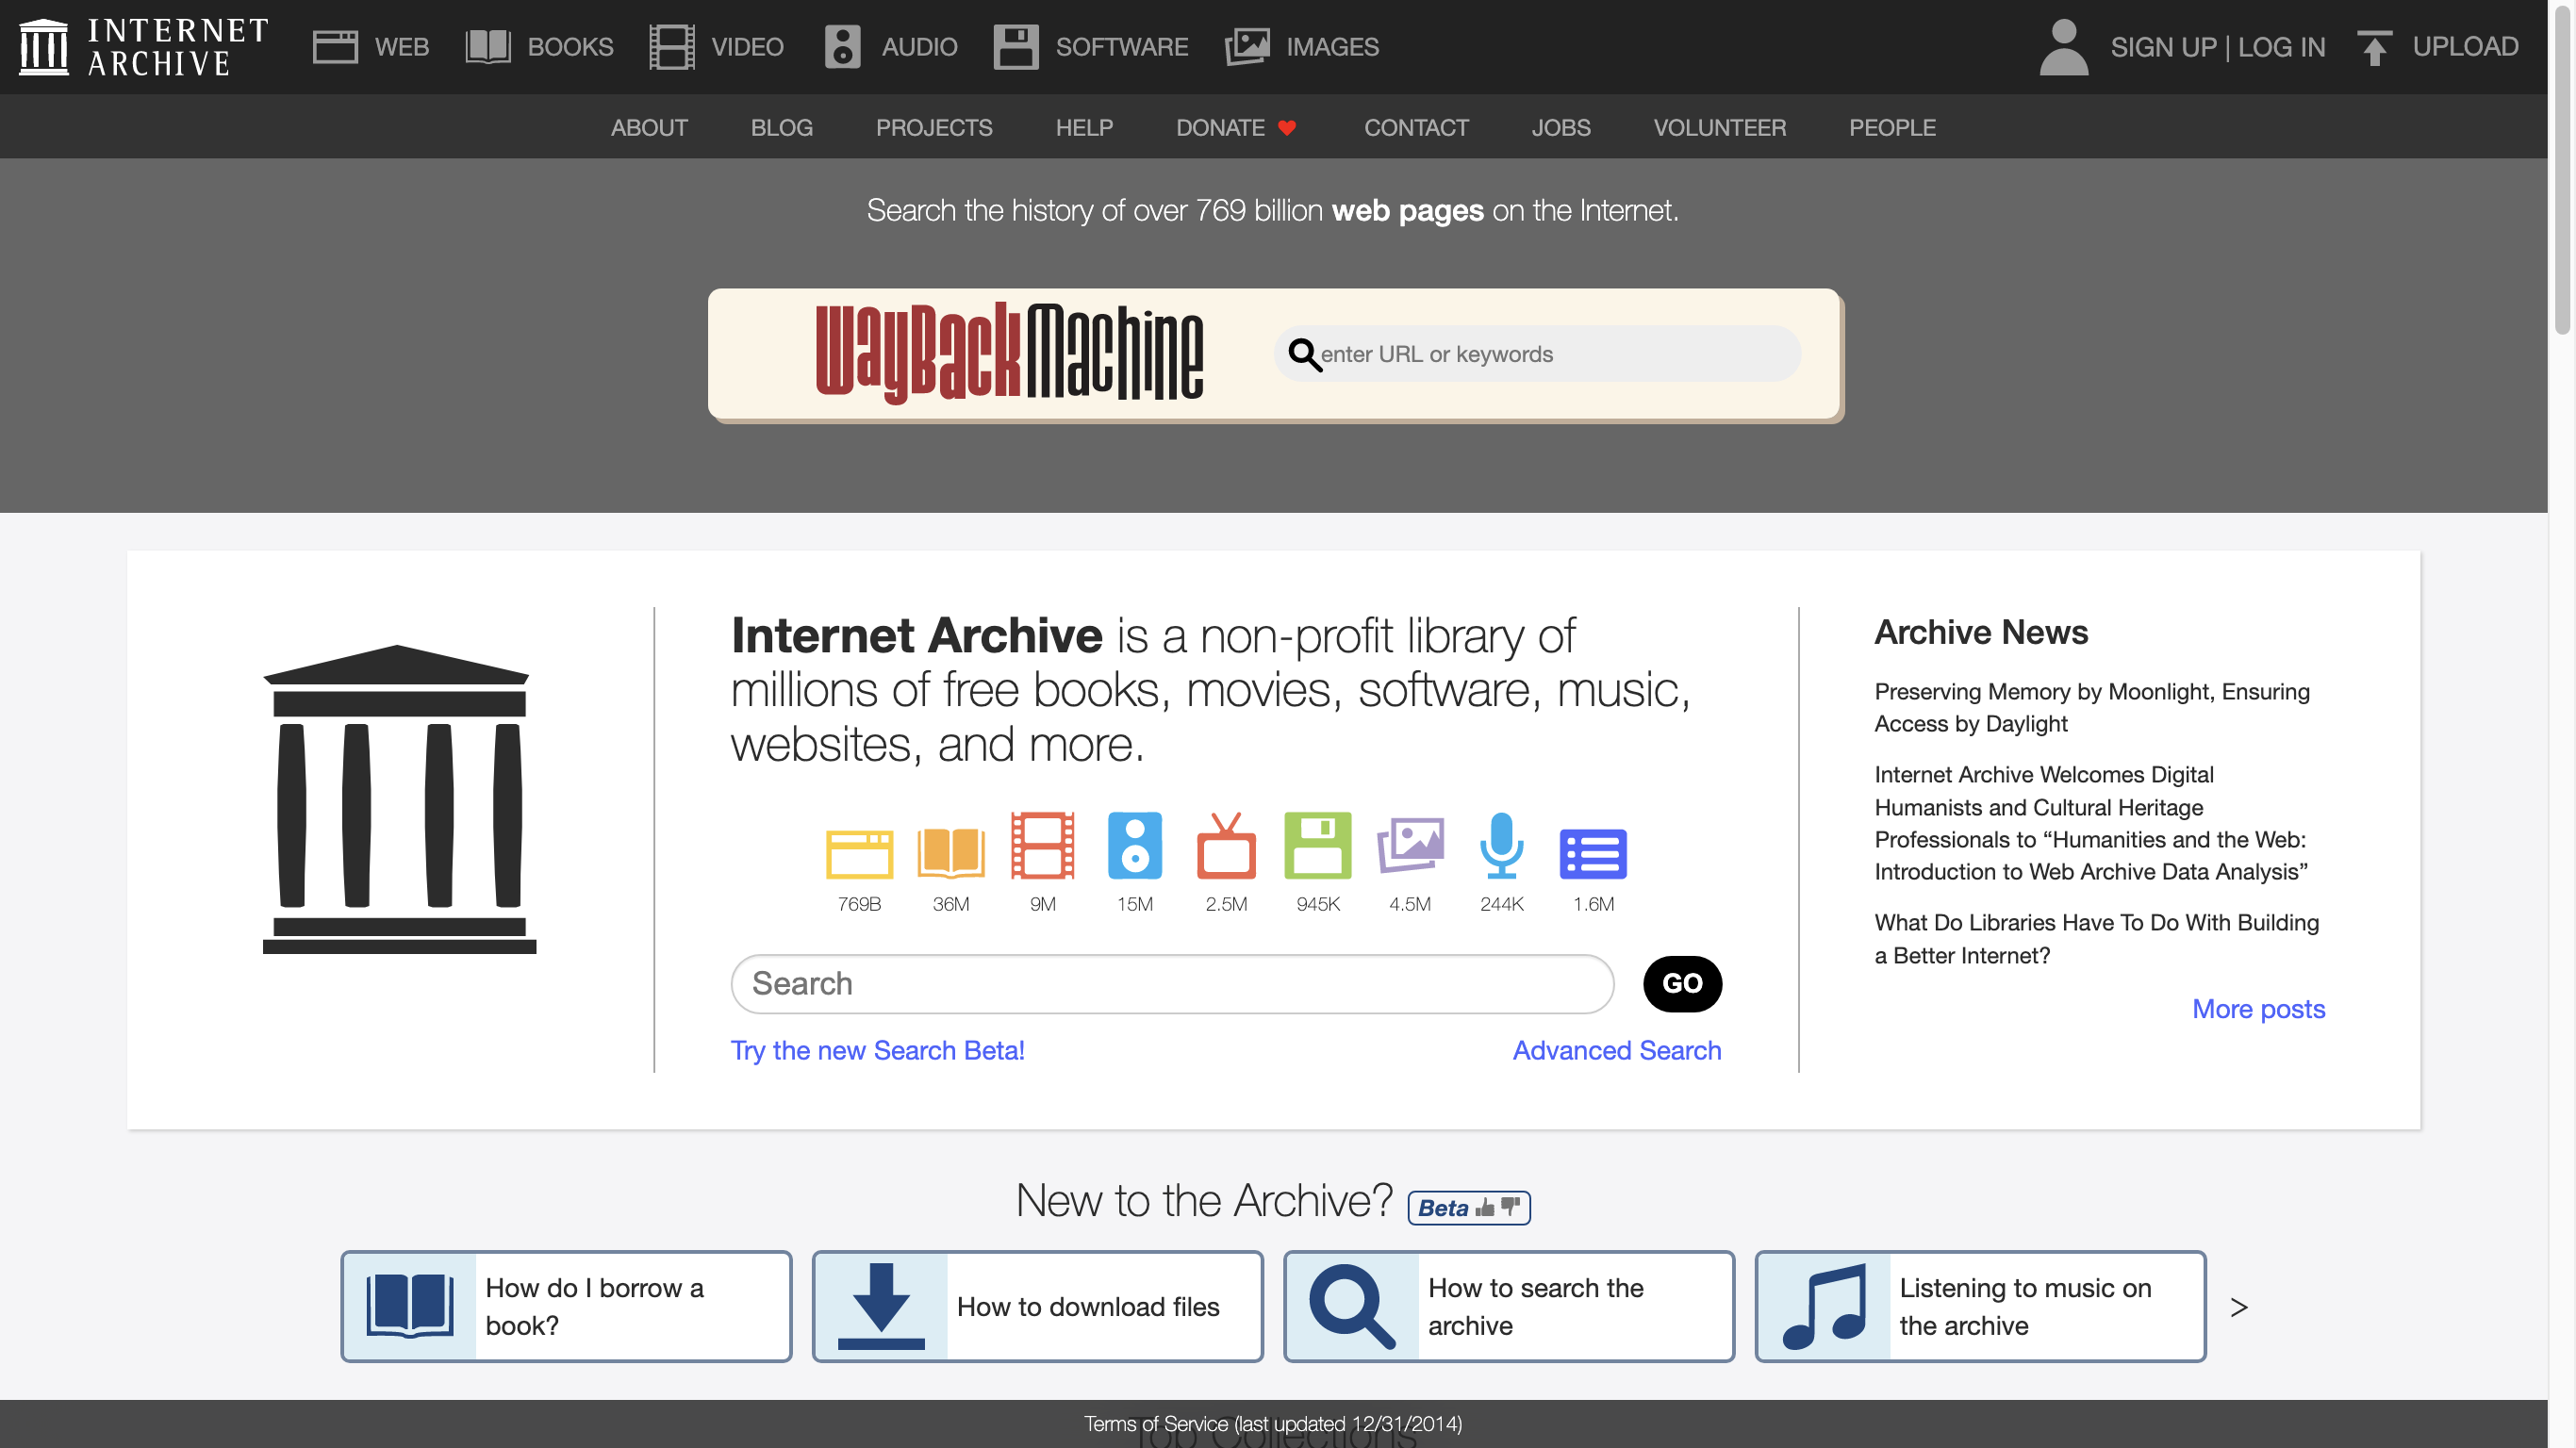 INTERNET ARCHIVE
WEB
BOOKS
VIDEO
AUDIO
SOFTWARE
IMAGES
SIGN UP | LOG IN
UPLOAD
ABOUT
BLOG
PROJECTS
HELP
DONATE
CONTACT
JOBS
VOLUNTEER
PEOPLE
Search the history of over 769 billion web pages on the Internet.
WayBackMachine
enter URL or keywords
Internet Archive is a non-profit library of
millions of free books, movies, software, music,
websites, and more.
769B
36M
9M
15M
2.5M
945K
4.5M
244K
1.6M
Search
GO
Try the new Search Beta!
Advanced Search
Archive News
Preserving Memory by Moonlight, Ensuring
Access by Daylight
Internet Archive Welcomes Digital
Humanists and Cultural Heritage
Professionals to “Humanities and the Web:
Introduction to Web Archive Data Analysis”
What Do Libraries Have To Do With Building
a Better Internet?
More posts
New to the Archive?
Beta
How do I borrow a
book?
How to download files
How to search the
archive
Listening to music on
the archive
>
Terms of Service (last updated 12/31/2014)
Top Collections